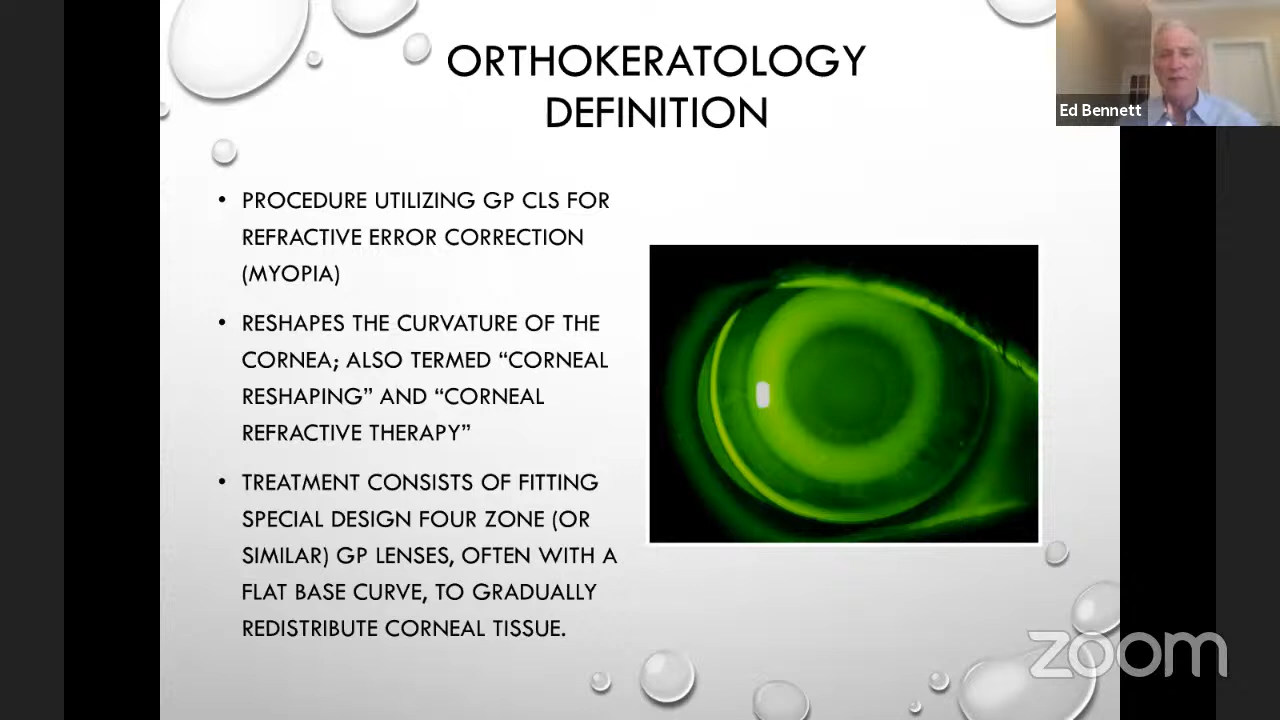 ORTHOKERATOLOGY
DEFINITION
Ed Bennett
• PROCEDURE UTILIZING GP CLS FOR
REFRACTIVE ERROR CORRECTION
(MYOPIA)
• RESHAPES THE CURVATURE OF THE
CORNEA; ALSO TERMED “CORNEAL
RESHAPING” AND “CORNEAL
REFRACTIVE THERAPY”
• TREATMENT CONSISTS OF FITTING
SPECIAL DESIGN FOUR ZONE (OR
SIMILAR) GP LENSES, OFTEN WITH A
FLAT BASE CURVE, TO GRADUALLY
REDISTRIBUTE CORNEAL TISSUE.
zoom